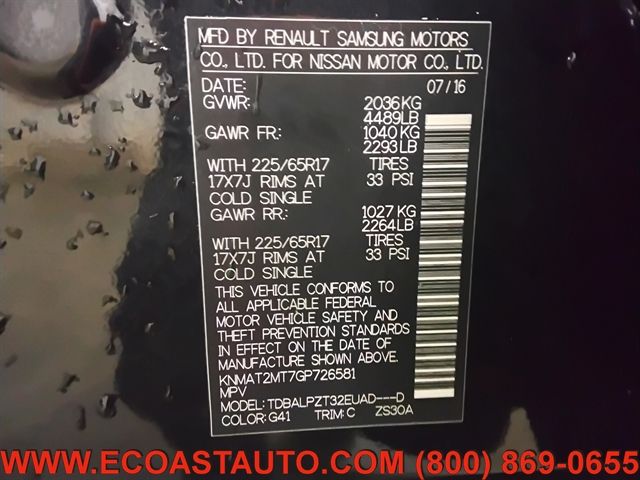 MFD BY RENAULT SAMSUNG MOTORS
CO., LTD. FOR NISSAN MOTOR CO., LTD.
DATE: 07/16
GVWR: 2036KG
4489LB
GAWR FR: 1040KG
2293LB
WITH 225/65R17 TIRES
17X7J RIMS AT 33 PSI
COLD SINGLE
GAWR RR: 1027 KG
2264LB
WITH 225/65R17 TIRES
17X7J RIMS AT 33 PSI
COLD SINGLE
THIS VEHICLE CONFORMS TO
ALL APPLICABLE FEDERAL
MOTOR VEHICLE SAFETY AND
THEFT PREVENTION STANDARDS
IN EFFECT ON THE DATE OF
MANUFACTURE SHOWN ABOVE.
KNMAT2MT7GP726581
MPV
MODEL: TDBALPZT32EUAD---D
COLOR: G41 TRIM: C ZS30A
WWW.ECOASTAUTO.COM (800) 869-0655